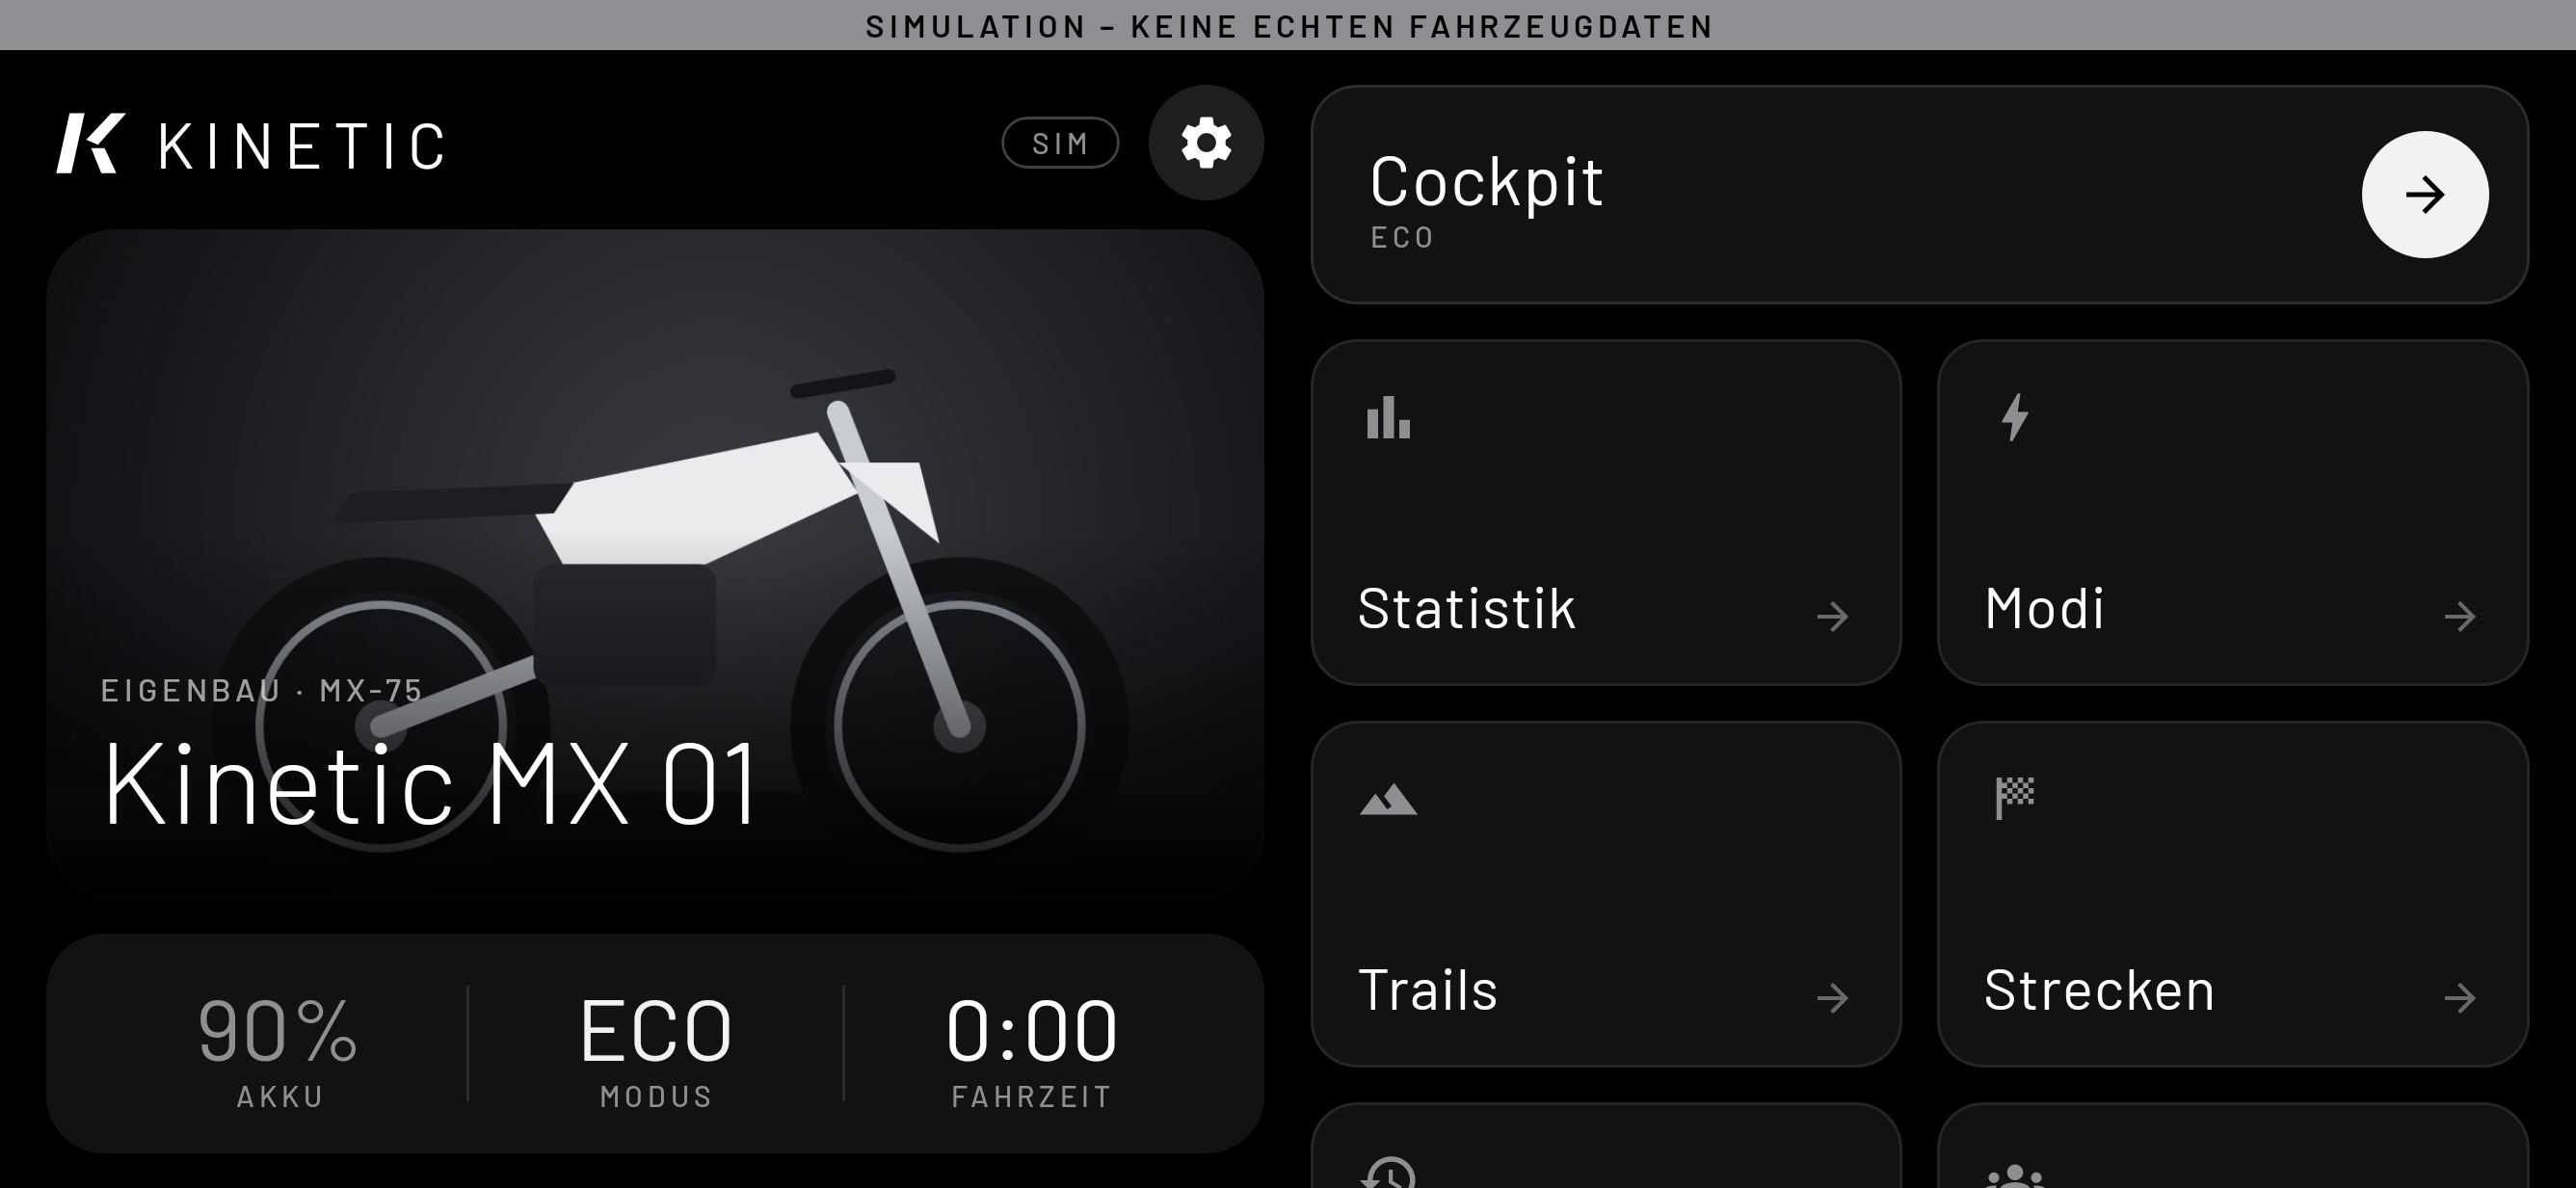 SIMULATION – KEINE ECHTEN FAHRZEUGDATEN
KINETIC
SIM
EIGENBAU · MX-75
Kinetic MX 01
90%
AKKU
ECO
MODUS
0:00
FAHRZEIT
Cockpit
ECO
Statistik
Modi
Trails
Strecken